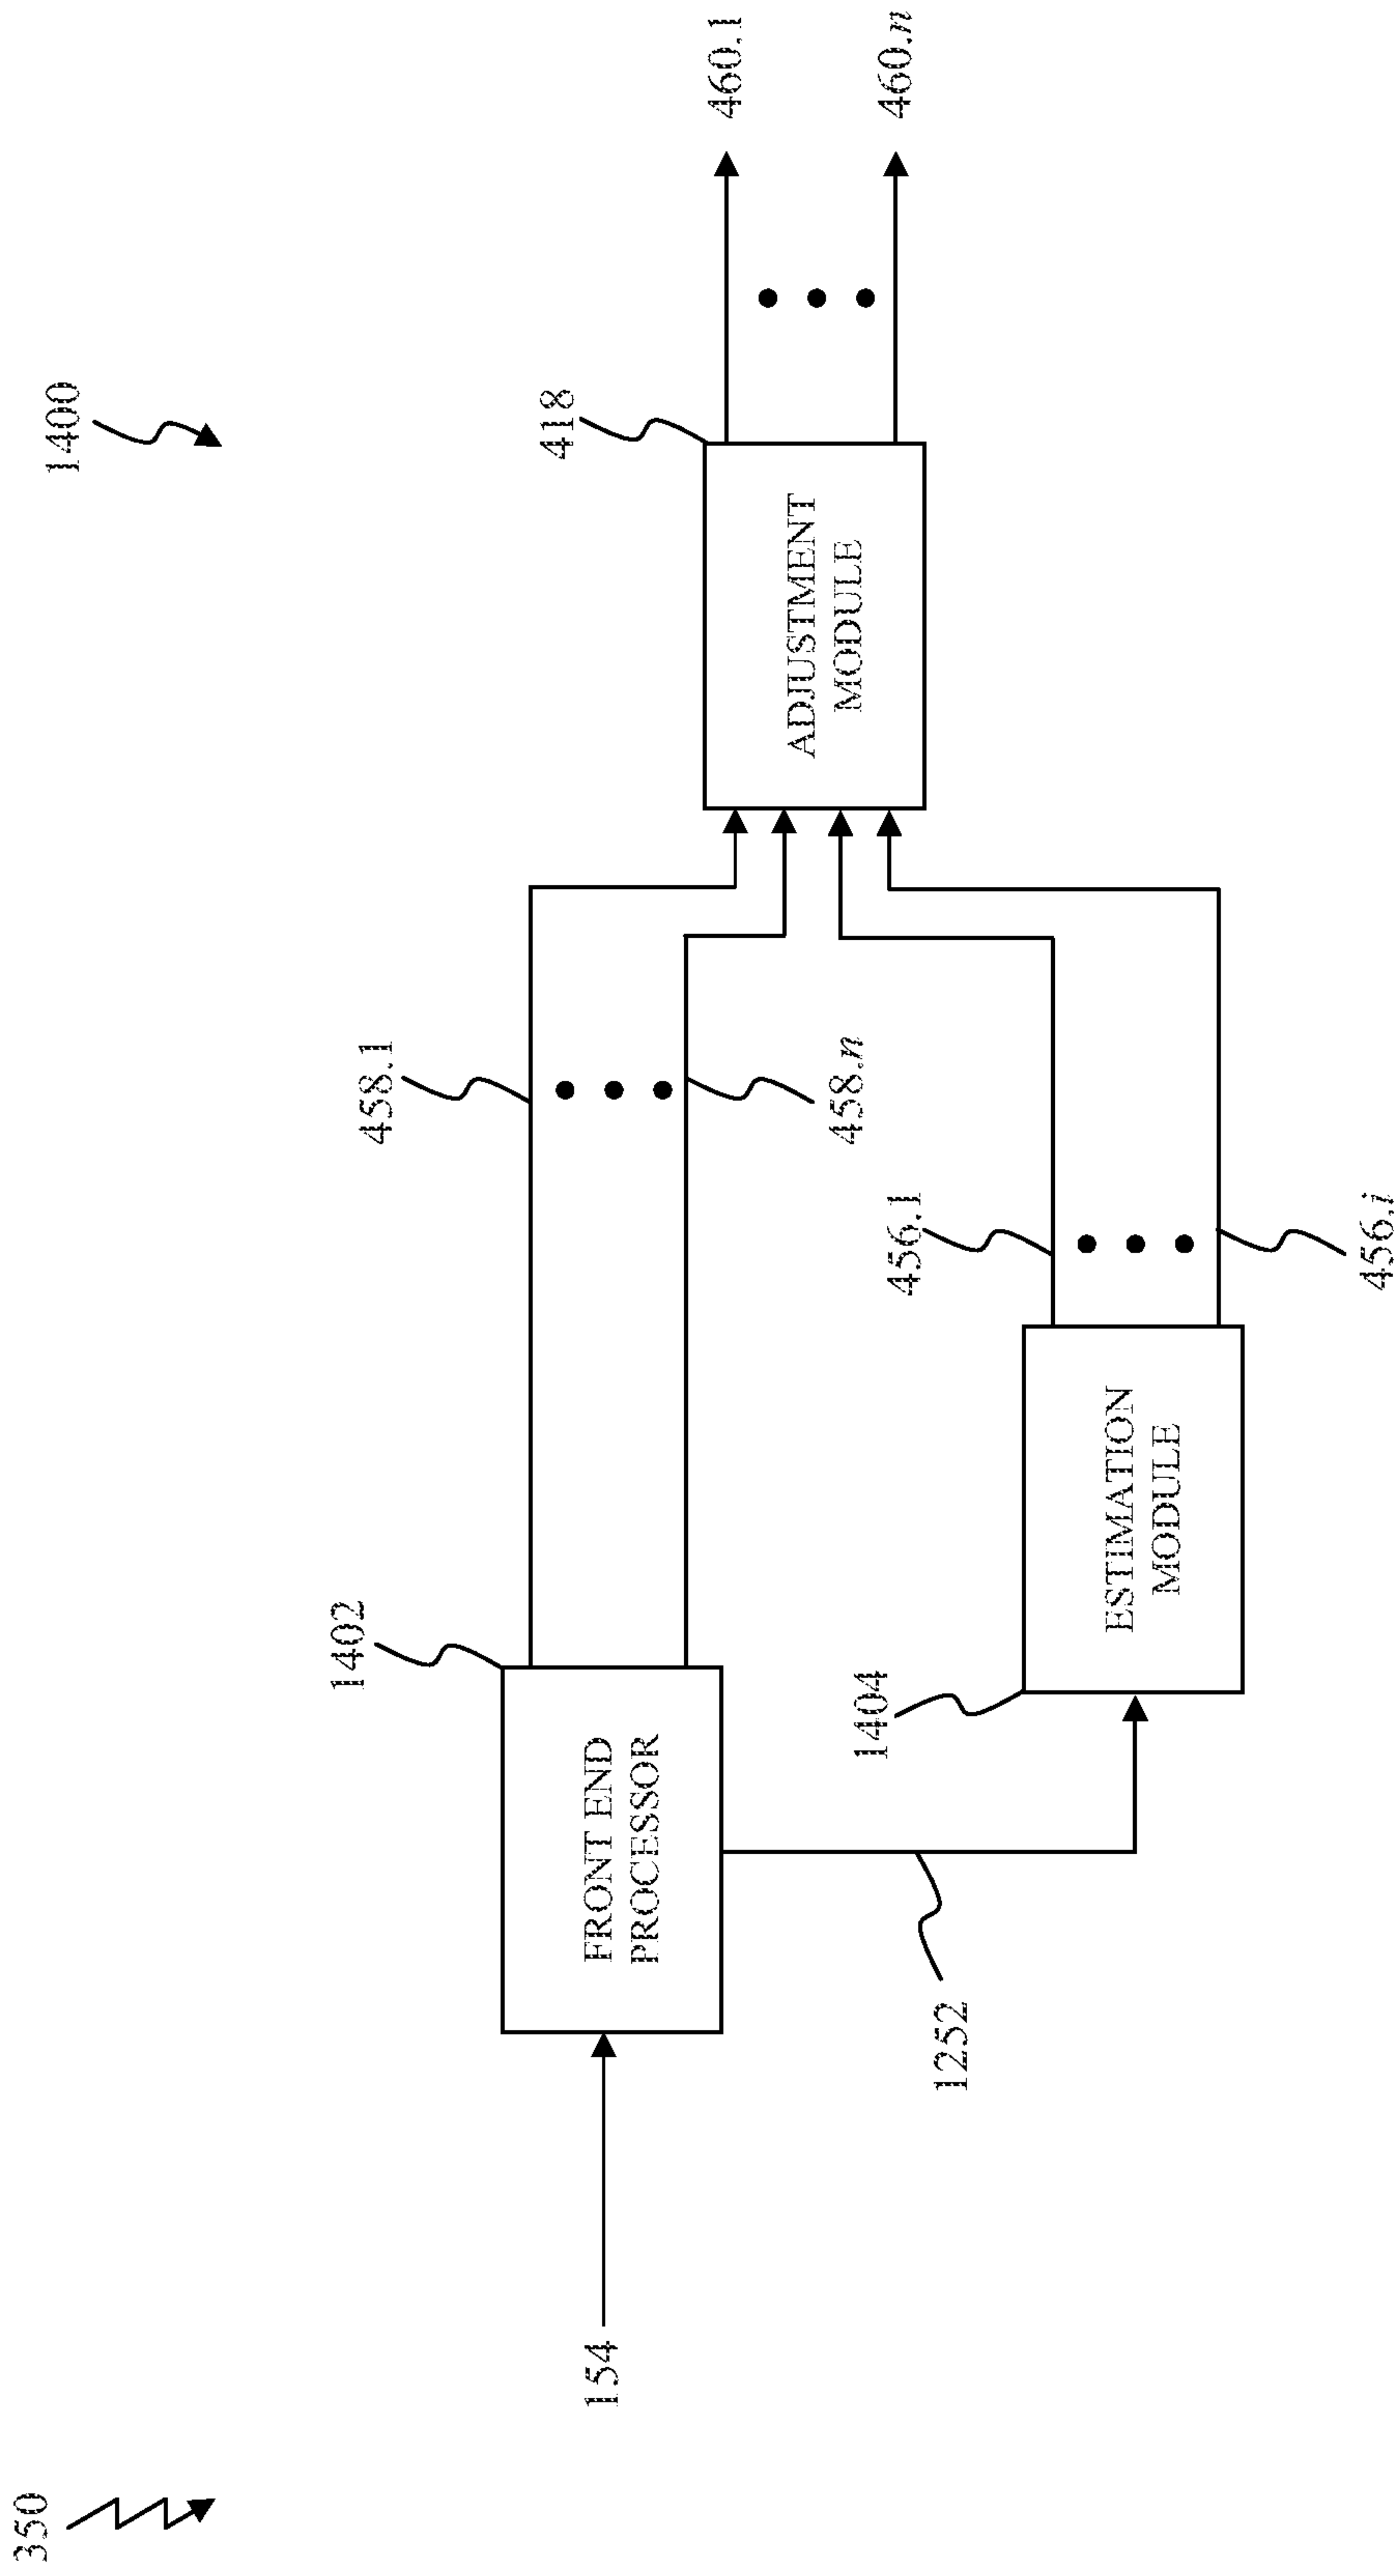 350
1400
154
FRONT END
PROCESSOR
1402
1252
458.1
458.n
ESTIMATION
MODULE
1404
456.1
456.i
ADJUSTMENT
MODULE
418
460.1
460.n